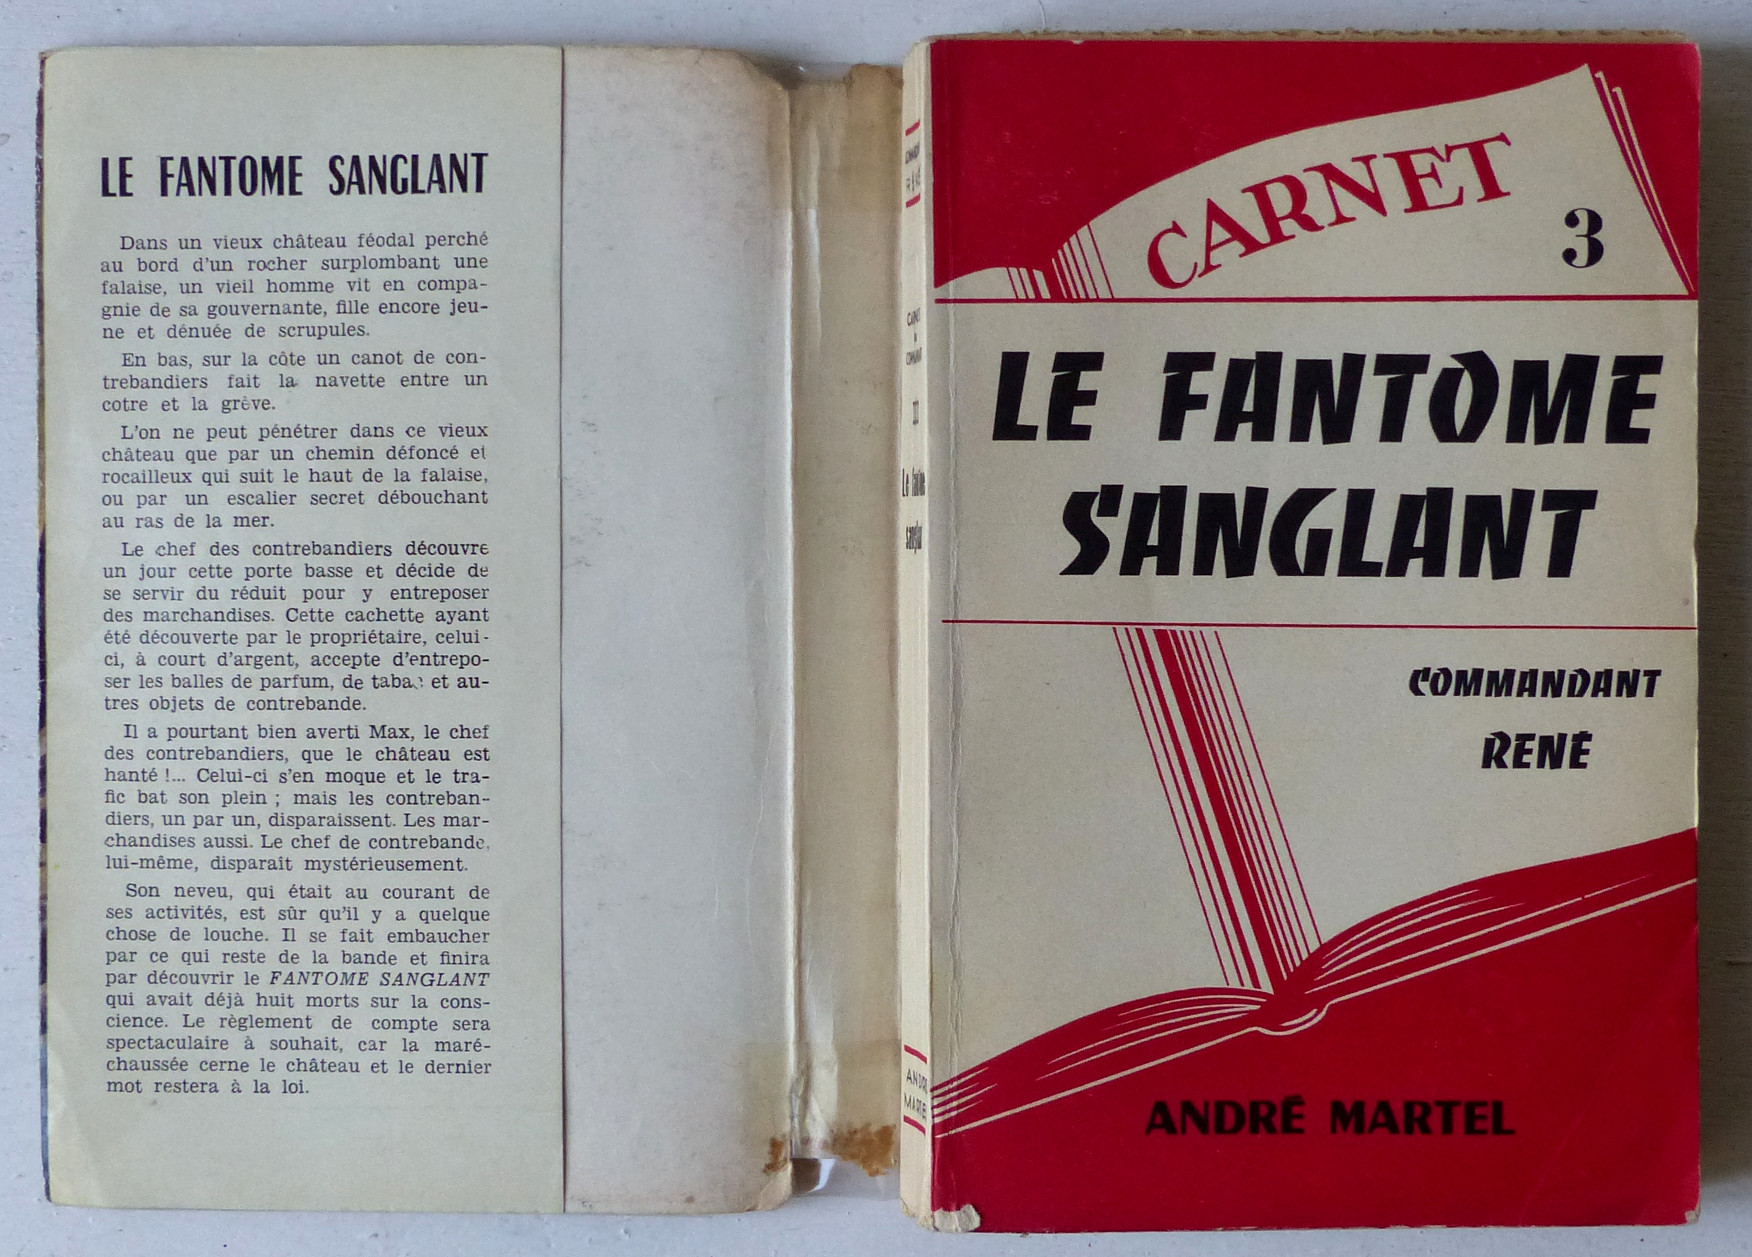 LE FANTOME SANGLANT
Dans un vieux château féodal perché
au bord d'un rocher surplombant une
falaise, un vieil homme vit en compa-
gnie de sa gouvernante, fille encore jeu-
ne et dénuée de scrupules.
En bas, sur la côte un canot de con-
trebandiers fait la navette entre un
cotre et la grève.
L'on ne peut pénétrer dans ce vieux
château que par un chemin défoncé et
rocailleux qui suit le haut de la falaise,
ou par un escalier secret débouchant
au ras de la mer.
Le chef des contrebandiers découvre
un jour cette porte basse et décide de
se servir du réduit pour y entreposer
des marchandises. Cette cachette ayant
été découverte par le propriétaire, celui-
ci, à court d'argent, accepte d'entrepo-
ser les balles de parfum, de tabac et au-
tres objets de contrebande.
Il a pourtant bien averti Max, le chef
des contrebandiers, que le château est
hanté !... Celui-ci s'en moque et le tra-
fic bat son plein ; mais les contreban-
diers, un par un, disparaissent. Les mar-
chandises aussi. Le chef de contrebande,
lui-même, disparait mystérieusement.
Son neveu, qui était au courant de
ses activités, est sûr qu'il y a quelque
chose de louche. Il se fait embaucher
par ce qui reste de la bande et finira
par découvrir le FANTOME SANGLANT
qui avait déjà huit morts sur la cons-
cience. Le règlement de compte sera
spectaculaire à souhait, car la maré-
chaussée cerne le château et le dernier
mot restera à la loi.
CARNET
III
Le fantôme
ANDRÉ
MARTEL
CARNET
3
LE FANTOME
SANGLANT
COMMANDANT
RENÉ
ANDRÉ MARTEL